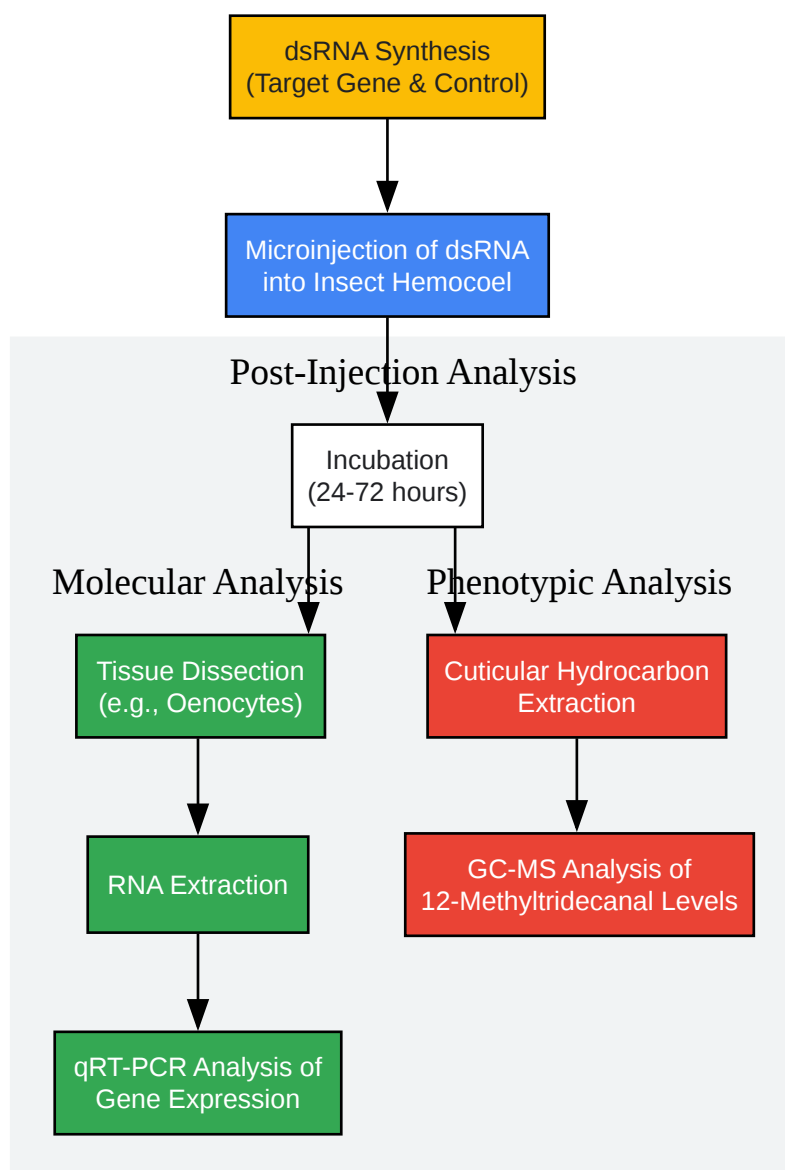 dsRNA Synthesis
(Target Gene & Control)
Microinjection of dsRNA
into Insect Hemocoel
Post-Injection Analysis
Incubation
(24-72 hours)
Molecular Analysis
Tissue Dissection
(e.g., Oenocytes)
RNA Extraction
qRT-PCR Analysis of
Gene Expression
Phenotypic Analysis
Cuticular Hydrocarbon
Extraction
GC-MS Analysis of
12-Methyltridecanal Levels